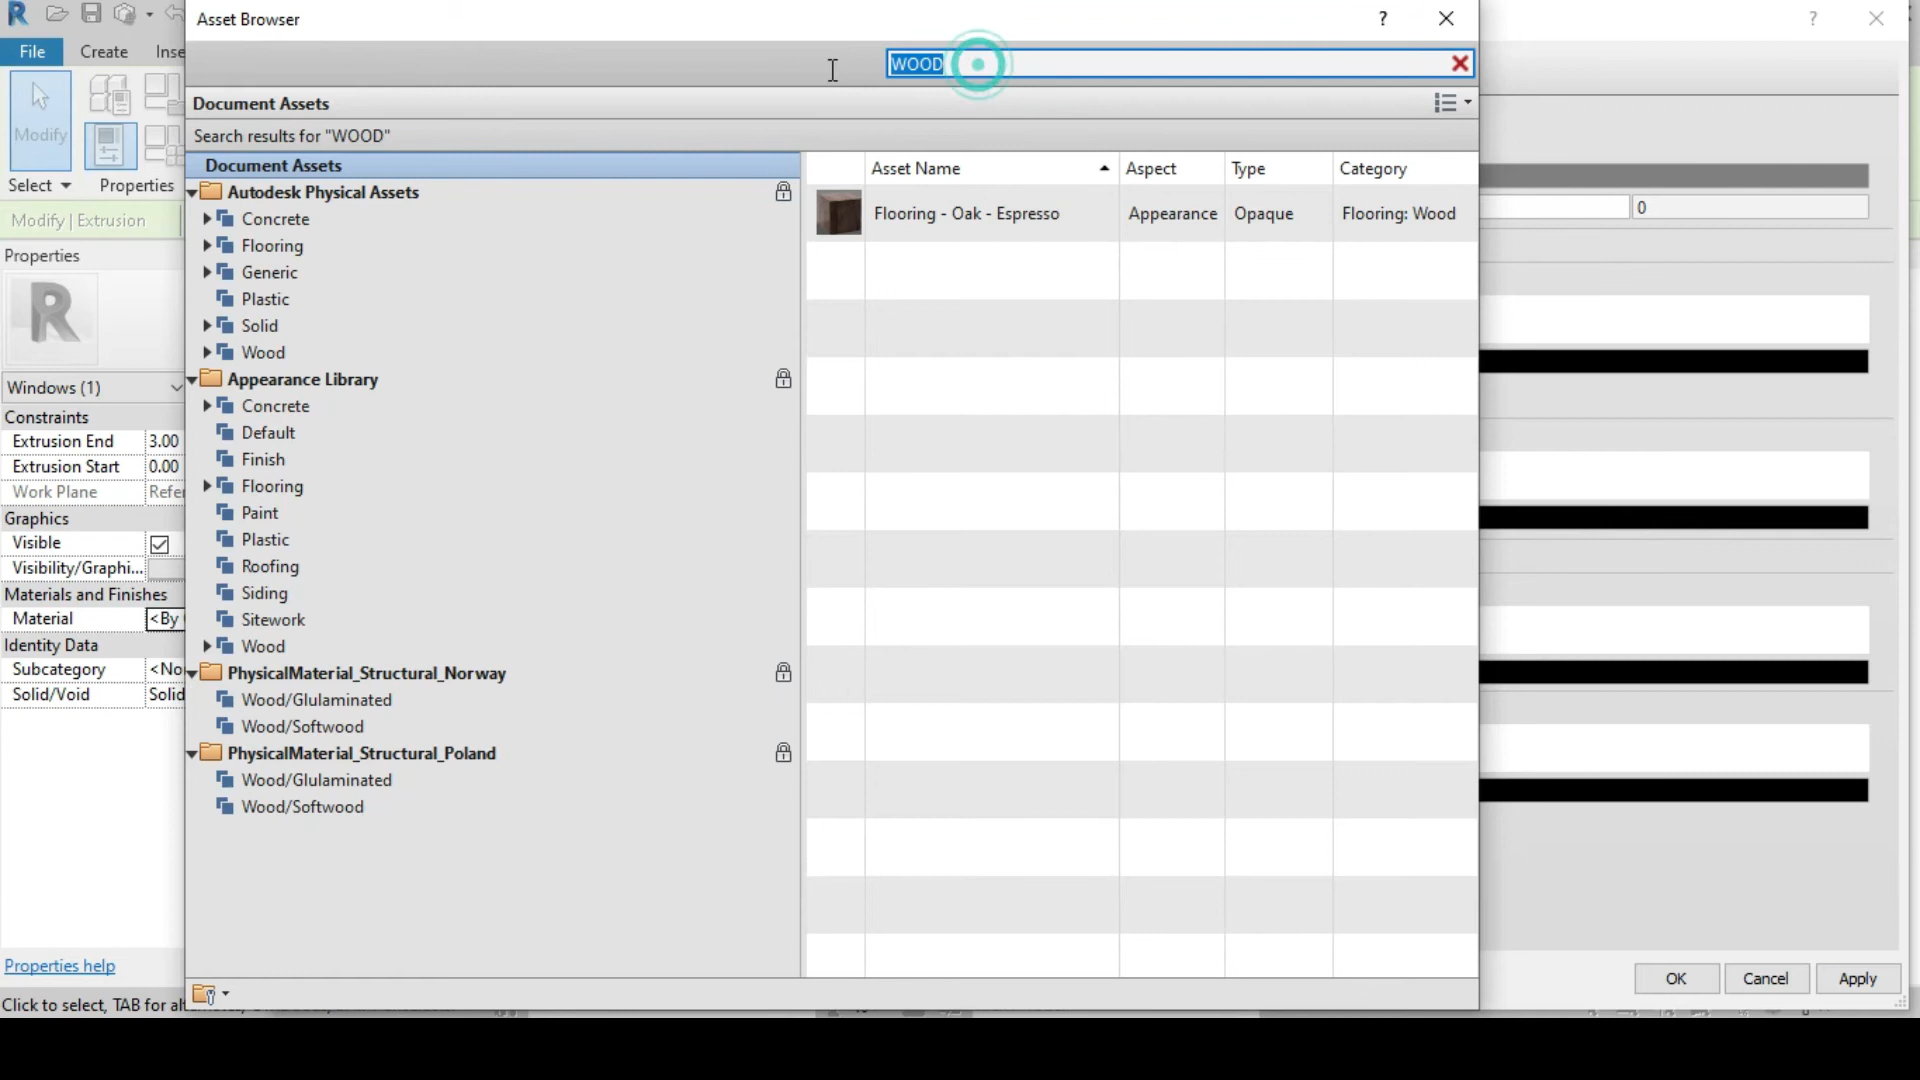 Asset Browser
?
?
File
Create
Inse
WOOD
Modify
Document Assets
Search results for "WOOD"
Document Assets
Asset Name
Aspect
Type
Category
Select
Properties
Autodesk Physical Assets
Flooring - Oak - Espresso
Appearance
Opaque
Flooring: Wood
0
Concrete
Modify | Extrusion
Flooring
Properties
Generic
Plastic
Solid
Wood
Windows (1)
Appearance Library
Constraints
Concrete
Extrusion End
3.00
Default
Extrusion Start
0.00
Finish
Work Plane
Refer
Flooring
Graphics
Paint
Visible
Plastic
Visibility/Graphi...
Roofing
Materials and Finishes
Siding
Material
<By
Sitework
Identity Data
Wood
Subcategory
<No
PhysicalMaterial_Structural_Norway
Solid/Void
Solid
Wood/Glulaminated
Wood/Softwood
PhysicalMaterial_Structural_Poland
Wood/Glulaminated
Wood/Softwood
Properties help
OK
Cancel
Apply
Click to select, TAB for